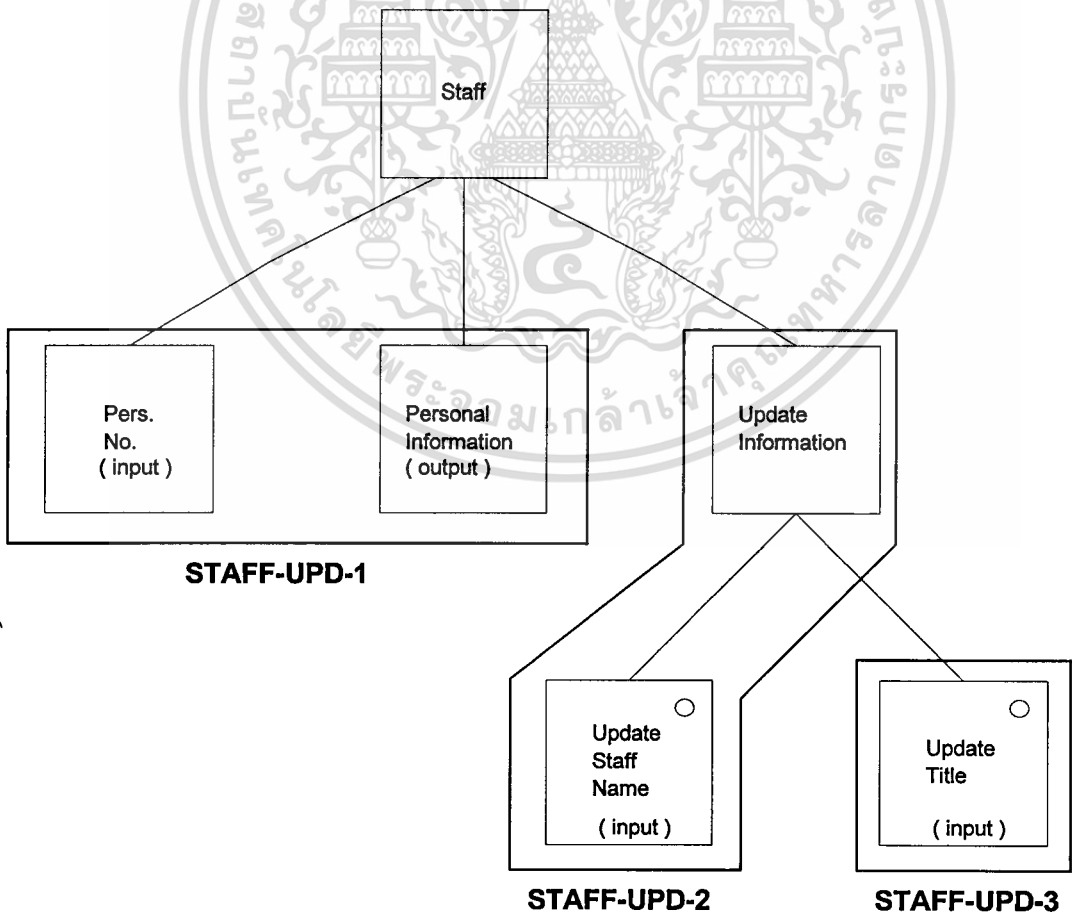 Staff
Pers.
No.
( input )
Personal
Information
( output )
Update
Information
STAFF-UPD-1
Update
Staff
Name
( input )
Update
Title
( input )
STAFF-UPD-2
STAFF-UPD-3